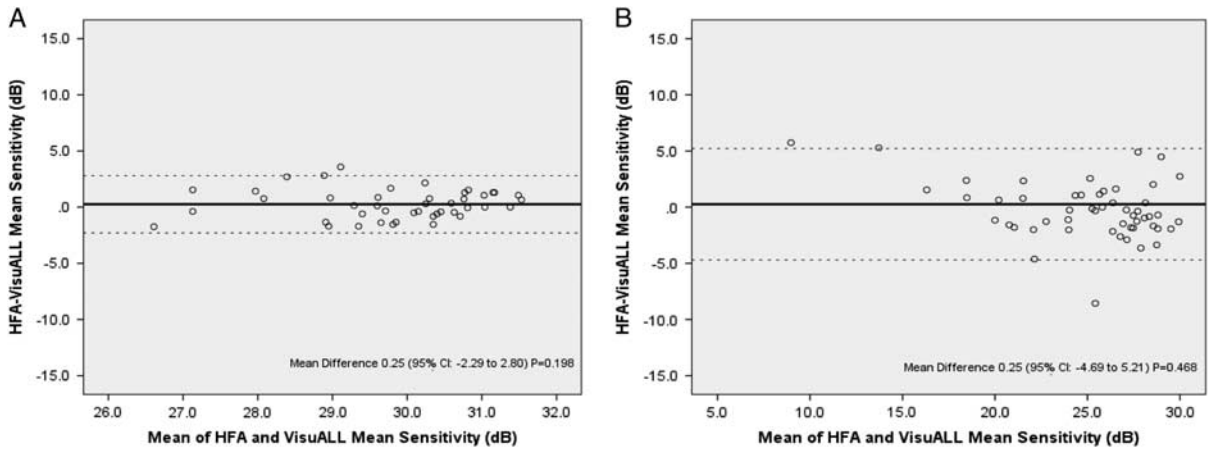 A
HFA-VisuALL Mean Sensitivity (dB)
15.0
10.0
5.0
.0
-5.0
-10.0
-15.0
Mean Difference 0.25 (95% CI: -2.29 to 2.80) P=0.198
26.0 27.0 28.0 29.0 30.0 31.0 32.0
Mean of HFA and VisuALL Mean Sensitivity (dB)
B
HFA-VisuALL Mean Sensitivity (dB)
15.0
10.0
5.0
.0
-5.0
-10.0
-15.0
Mean Difference 0.25 (95% CI: -4.69 to 5.21) P=0.468
5.0 10.0 15.0 20.0 25.0 30.0
Mean of HFA and VisuALL Mean Sensitivity (dB)